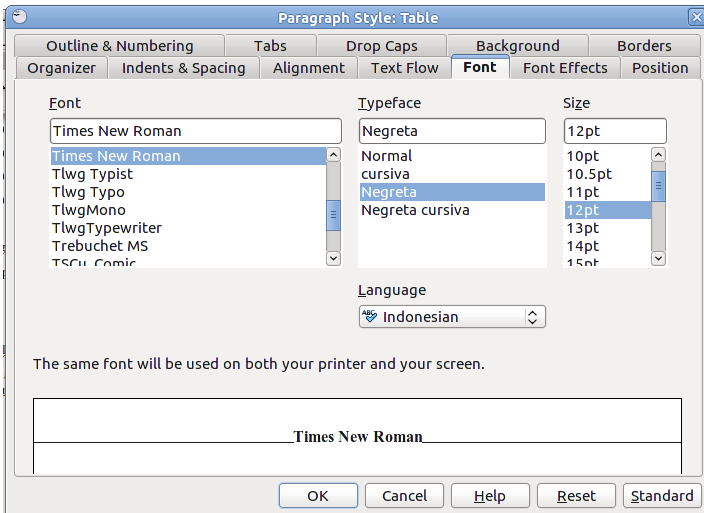 Paragraph Style: Table
Outline & Numbering Tabs Drop Caps Background Borders
Organizer Indents & Spacing Alignment Text Flow Font Font Effects Position
Font Typeface Size
Times New Roman Negreta 12pt
Times New Roman Normal 10pt
Tlwg Typist cursiva 10.5pt
Tlwg Typo Negreta 11pt
TlwgMono Negreta cursiva 12pt
TlwgTypewriter 13pt
Trebuchet MS 14pt
TSCu_Comic 15pt
Language
ABC Indonesian
The same font will be used on both your printer and your screen.
Times New Roman
OK Cancel Help Reset Standard